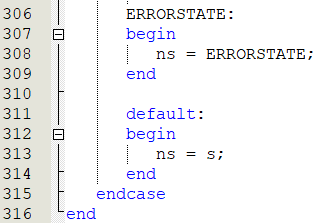 306 ERRORSTATE:
307 begin
308 ns = ERRORSTATE;
309 end
310
311 default:
312 begin
313 ns = s;
314 end
315 endcase
316 end